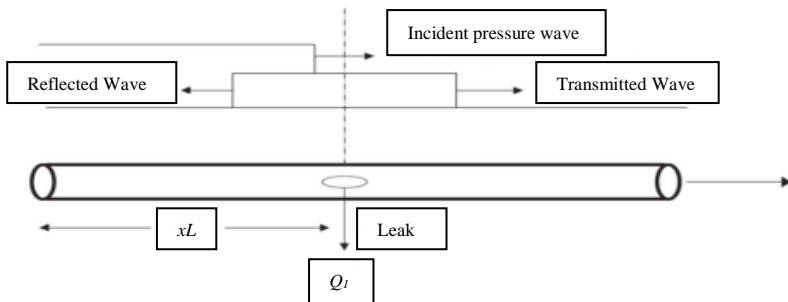 Incident pressure wave
Reflected Wave
Transmitted Wave
xL
Leak
Q1